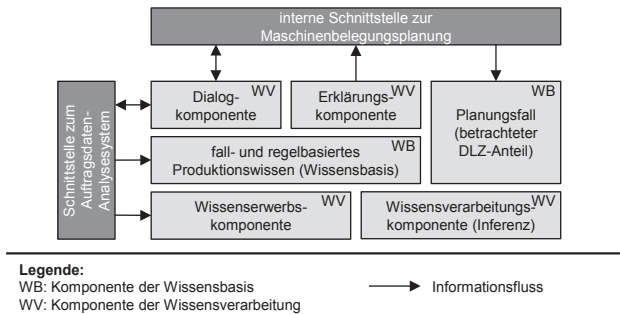 interne Schnittstelle zur
Maschinenbelegungsplanung
Schnittstelle zum
Auftragsdaten-
Analysesystem
WV
Dialog-
komponente
WV
Erklärungs-
komponente
WB
Planungsfall
(betrachteter
DLZ-Anteil)
WB
fall- und regelbasiertes
Produktionswissen (Wissensbasis)
WV
Wissenserwerbs-
komponente
WV
Wissensverarbeitungs-
komponente (Inferenz)
Legende:
WB: Komponente der Wissensbasis
WV: Komponente der Wissensverarbeitung
Informationsfluss